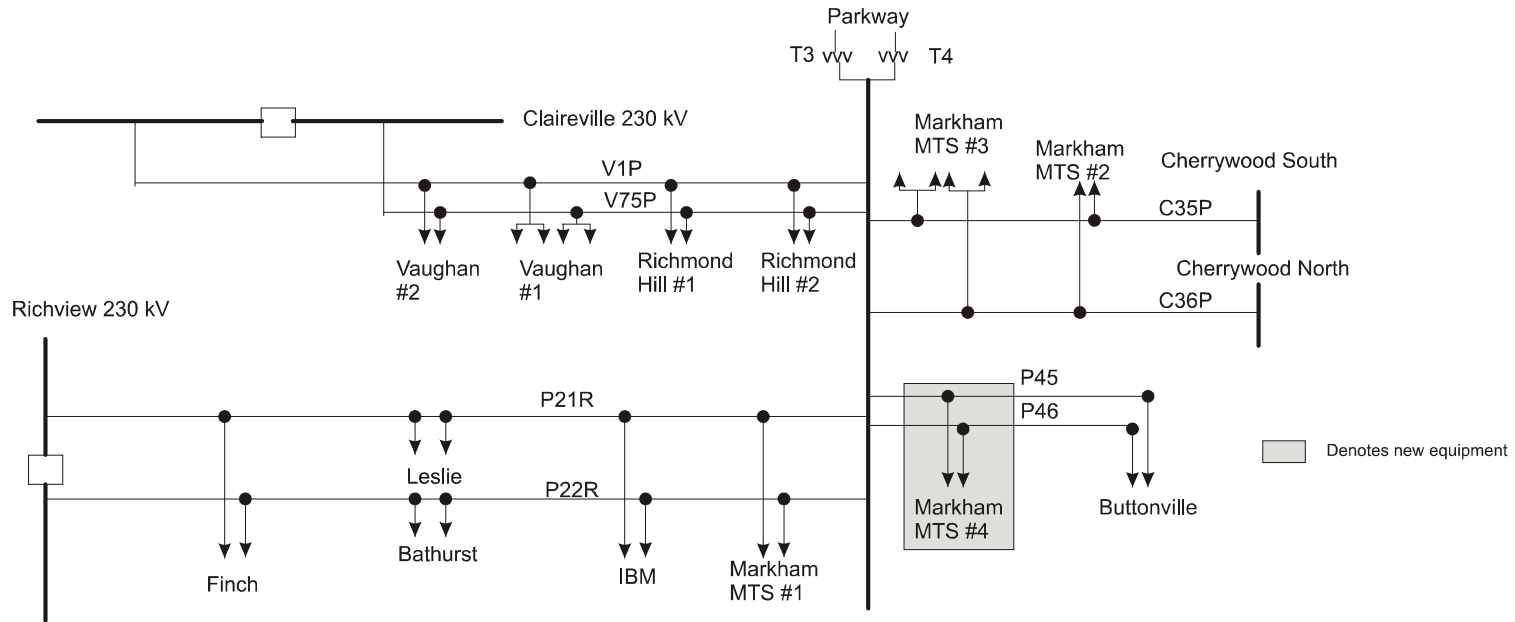 Parkway
T3
vvv
vvv
T4
Claireville 230 kV
Markham
MTS #3
Markham
MTS #2
Cherrywood South
V1P
V75P
C35P
Vaughan
#2
Vaughan
#1
Richmond
Hill #1
Richmond
Hill #2
Cherrywood North
C36P
Richview 230 kV
P45
P21R
P46
Leslie
Denotes new equipment
P22R
Markham
MTS #4
Buttonville
Bathurst
Finch
IBM
Markham
MTS #1